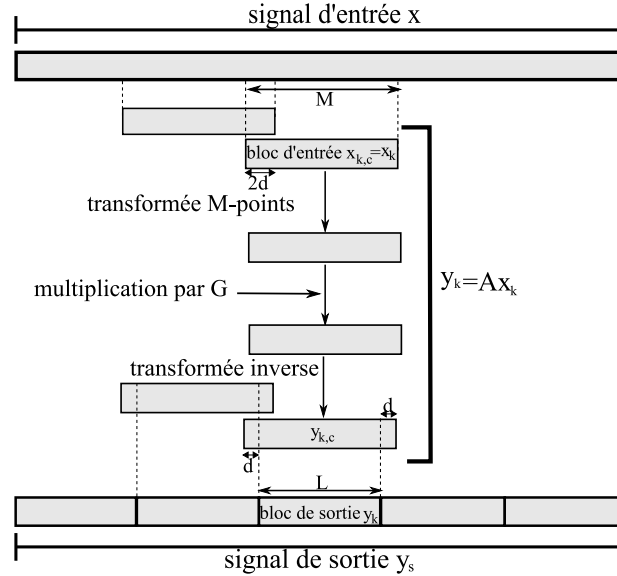 signal d'entrée x
M
bloc d'entrée x_{k,c}=x_k
2d
transformée M-points
multiplication par G
y_k=Ax_k
transformée inverse
d
y_{k,c}
d
L
bloc de sortie y_k
signal de sortie y_s